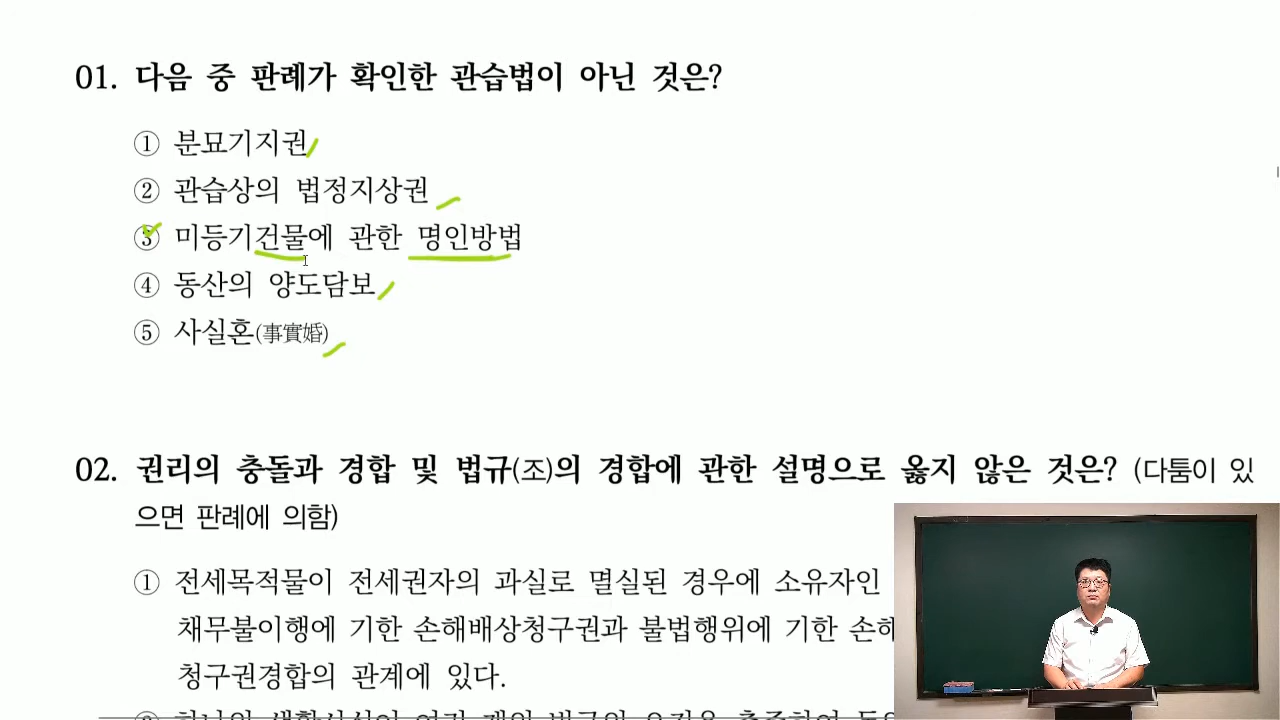 01. 다음 중 판례가 확인한 관습법이 아닌 것은?
① 분묘기지권
② 관습상의 법정지상권
③ 미등기건물에 관한 명인방법
④ 동산의 양도담보
⑤ 사실혼(事實婚)
02. 권리의 충돌과 경합 및 법규(조)의 경합에 관한 설명으로 옳지 않은 것은? (다툼이 있
으면 판례에 의함)
① 전세목적물이 전세권자의 과실로 멸실된 경우에 소유자인
채무불이행에 기한 손해배상청구권과 불법행위에 기한 손해
청구권경합의 관계에 있다.